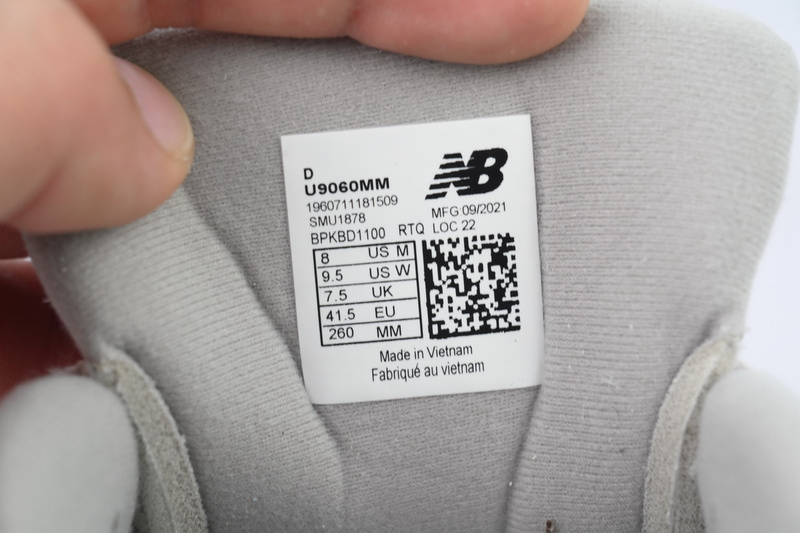 D
U9060MM
NB
1960711181509
SMU1878
MFG:09/2021
BPKBD1100 RTQ LOC 22
8 US M
9.5 US W
7.5 UK
41.5 EU
260 MM
Made in Vietnam
Fabriqué au vietnam